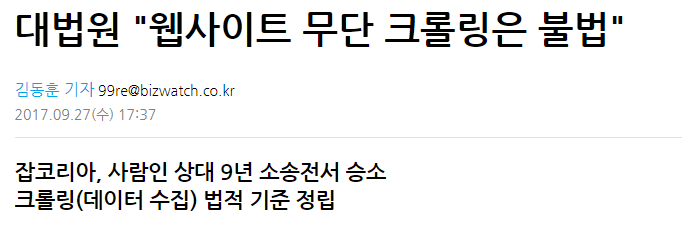 대법원 "웹사이트 무단 크롤링은 불법"
김동훈 기자 99re@bizwatch.co.kr
2017.09.27(수) 17:37
잡코리아, 사람인 상대 9년 소송전서 승소
크롤링(데이터 수집) 법적 기준 정립